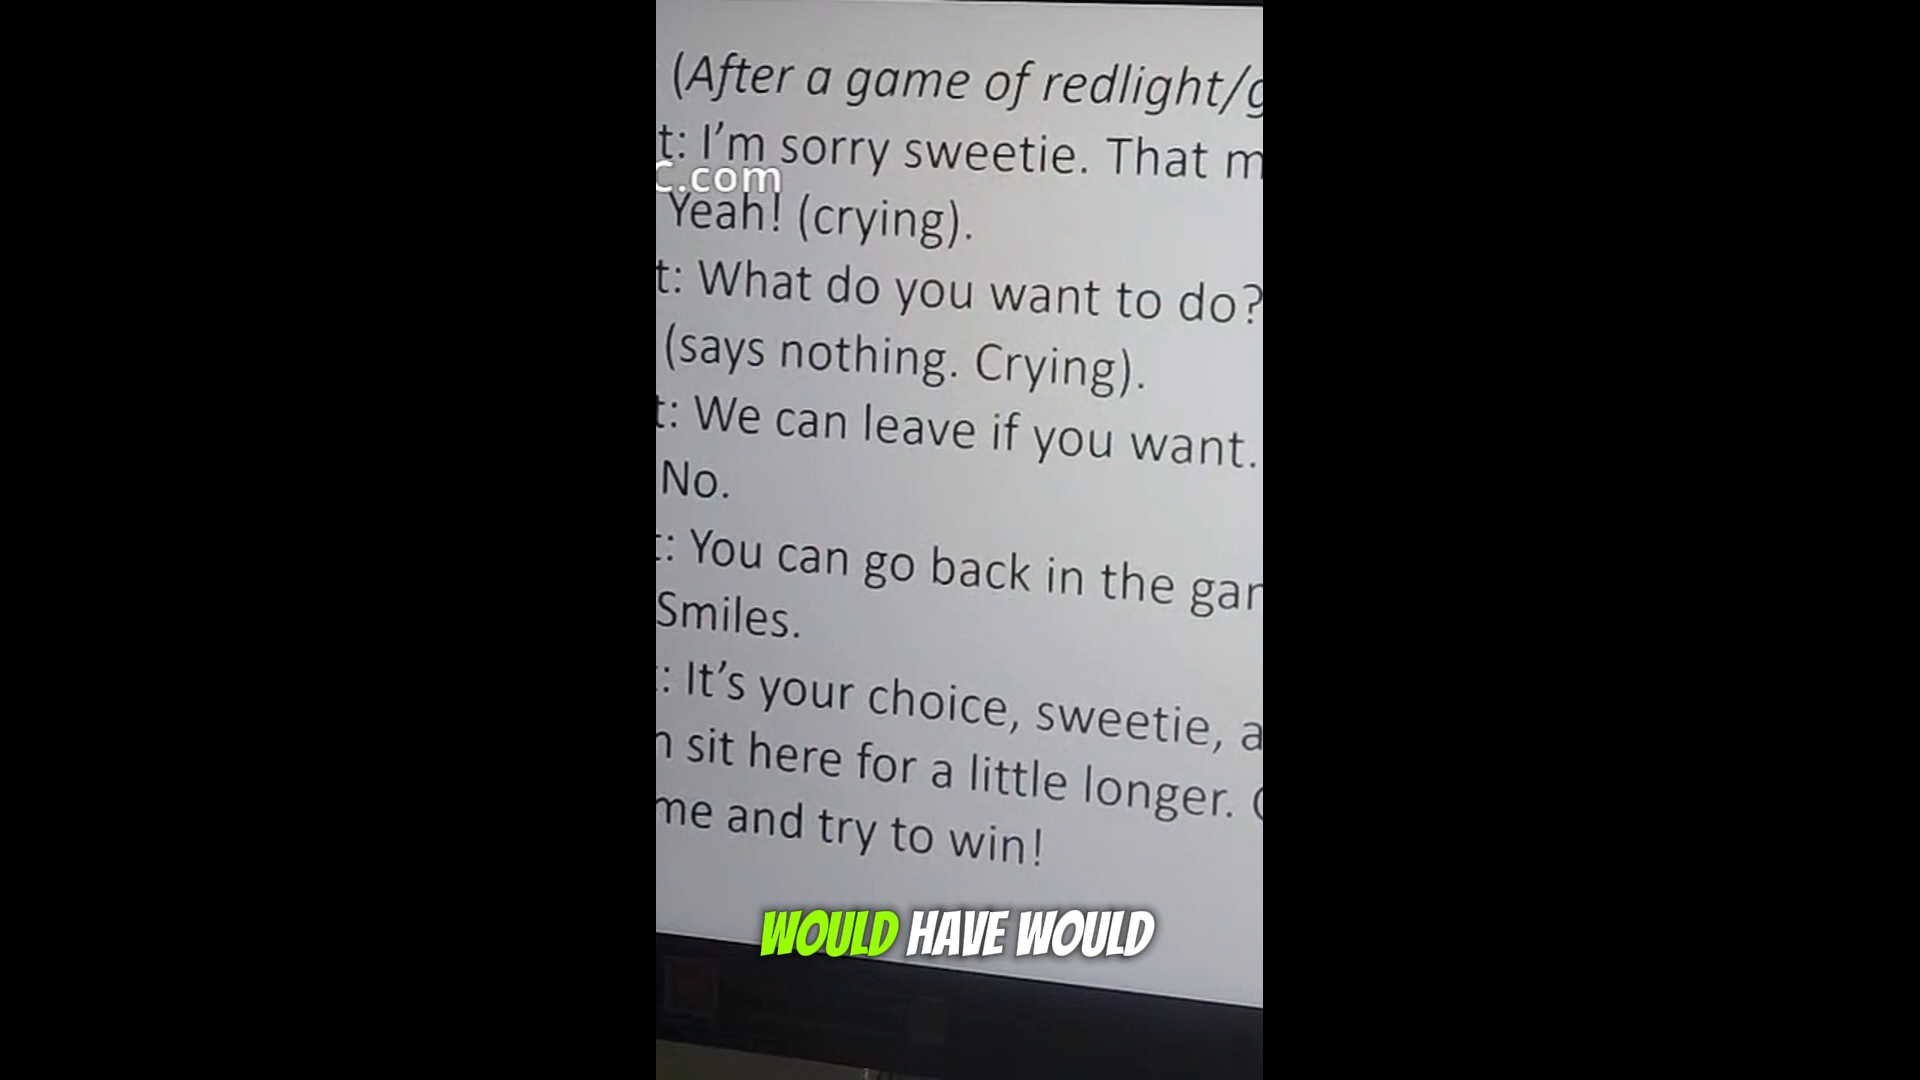 (After a game of redlight/g
t: I'm sorry sweetie. That m
C.com
Yeah! (crying).
t: What do you want to do?
(says nothing. Crying).
t: We can leave if you want.
No.
t: You can go back in the gar
Smiles.
t: It's your choice, sweetie, a
n sit here for a little longer.
me and try to win!
WOULD HAVE WOULD